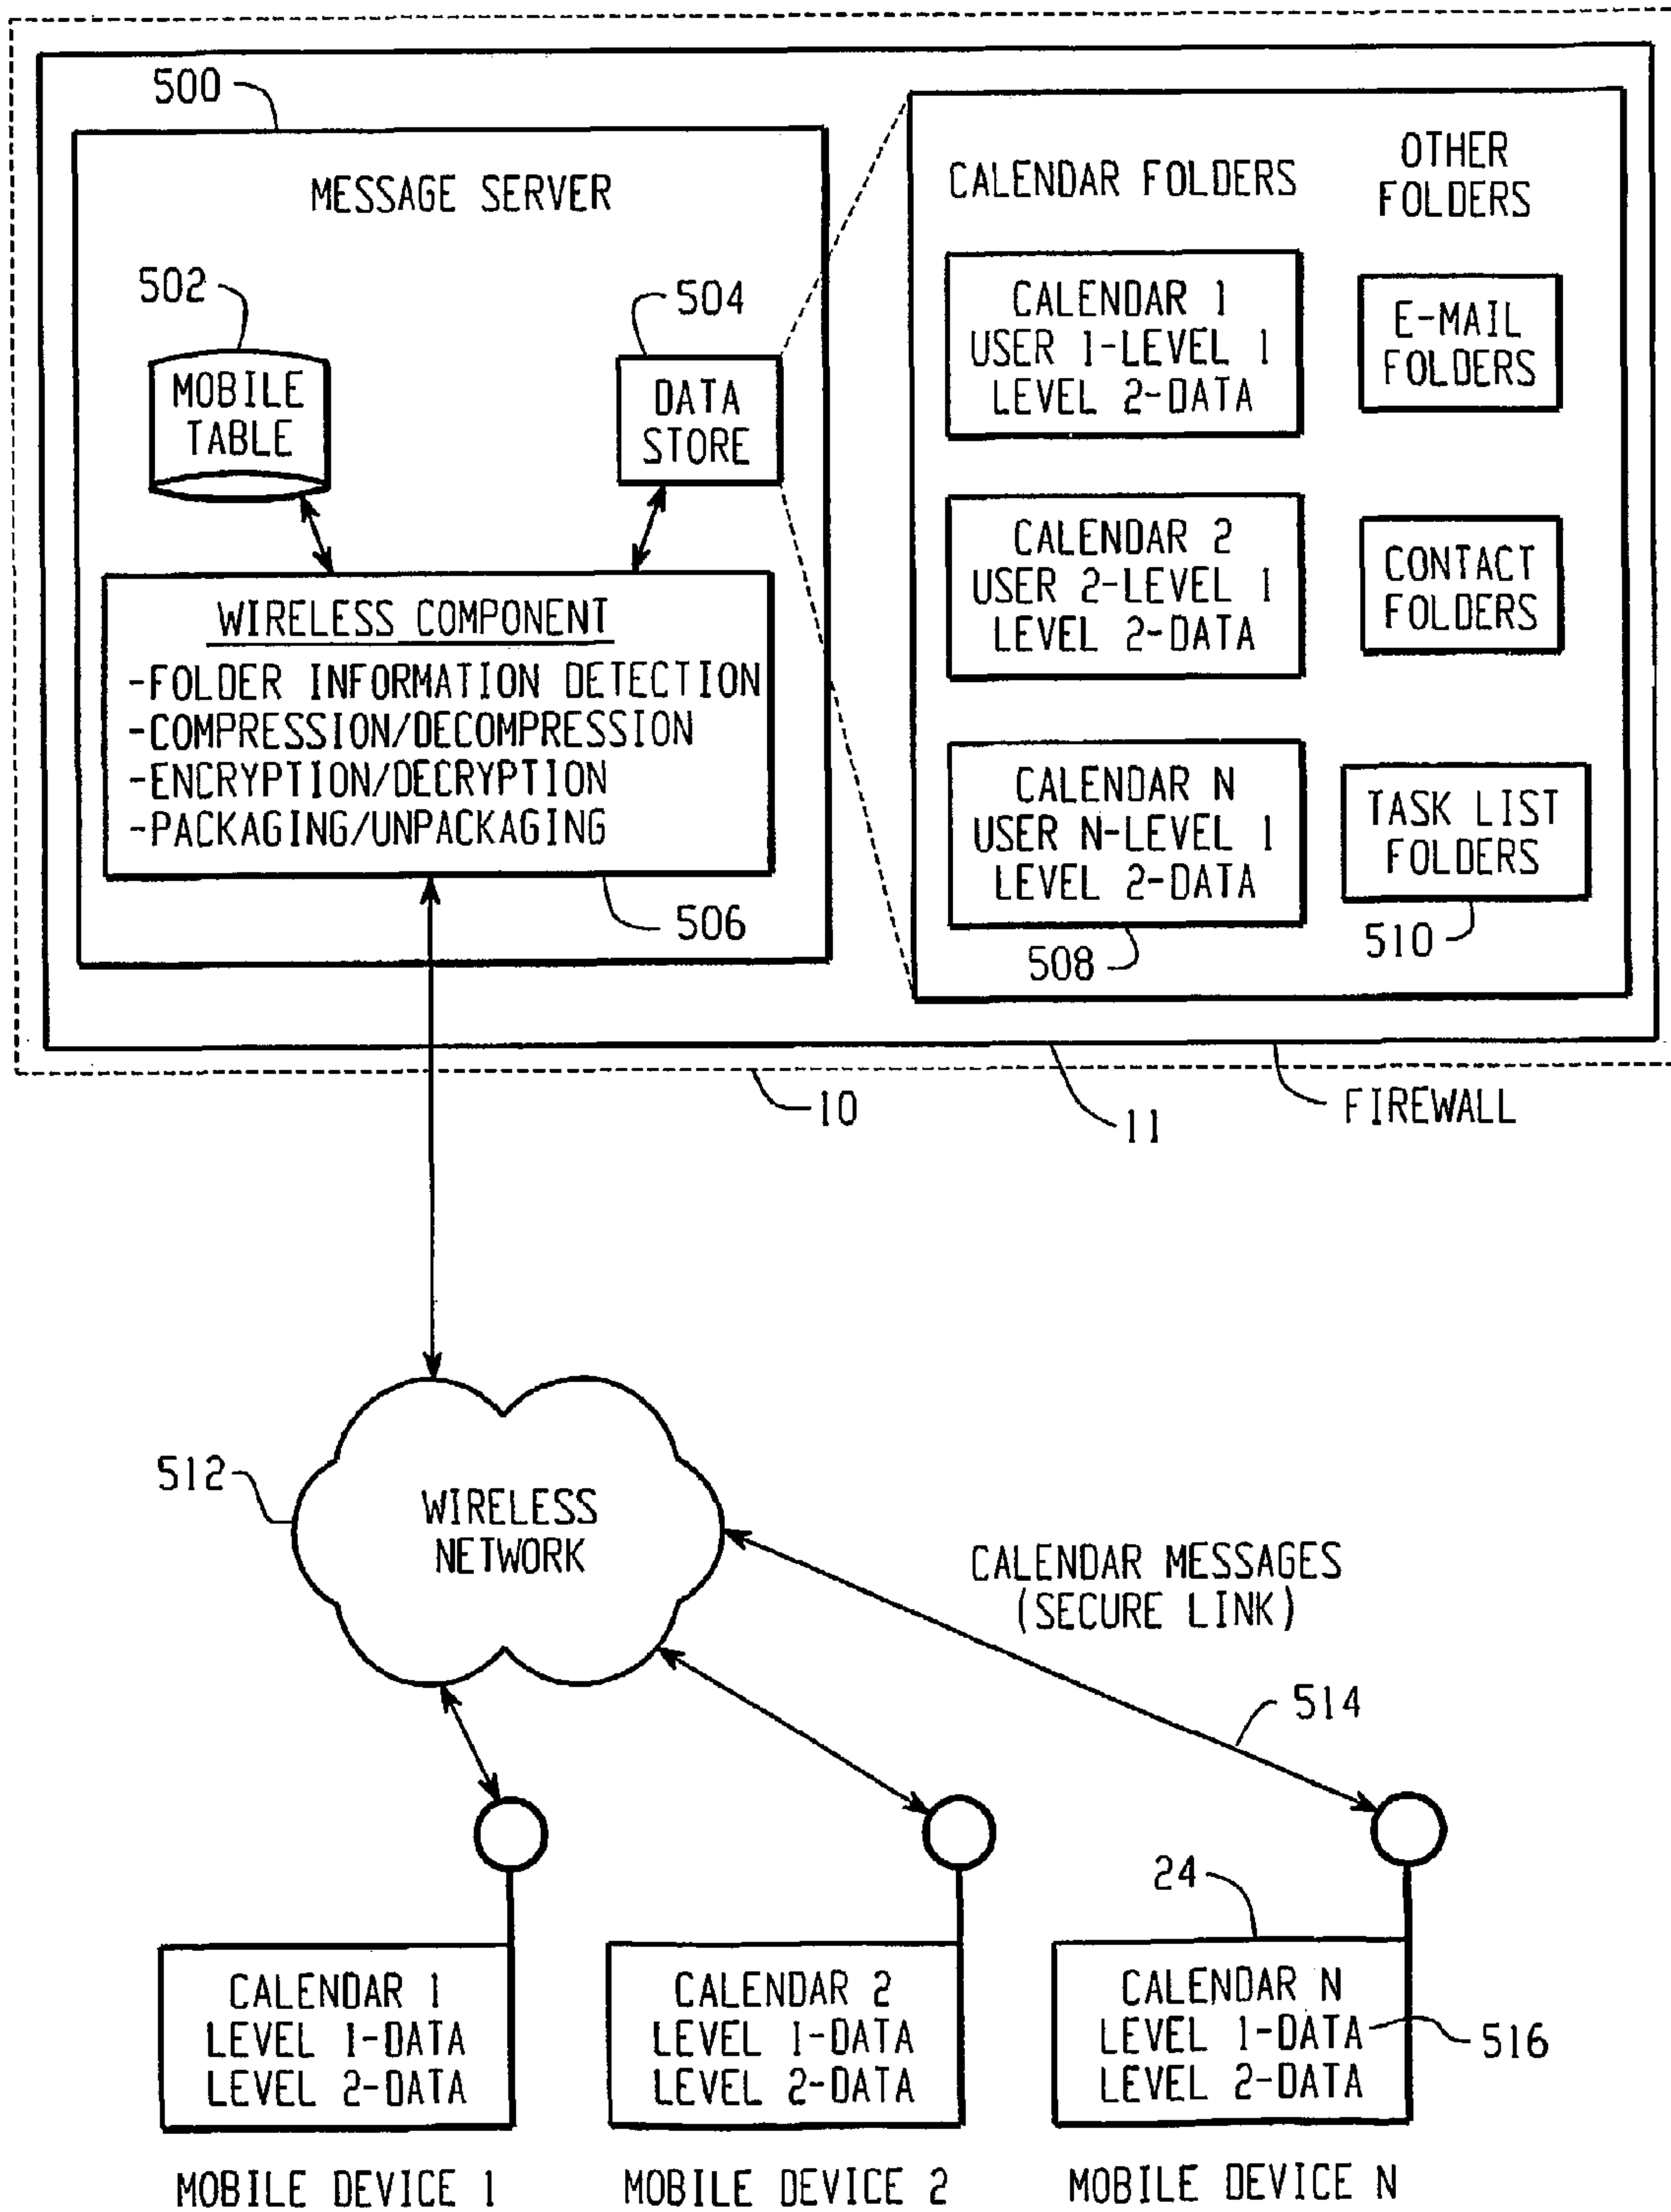 500
MESSAGE SERVER
502
504
MOBILE
TABLE
DATA
STORE
WIRELESS COMPONENT
-FOLDER INFORMATION DETECTION
-COMPRESSION/DECOMPRESSION
-ENCRYPTION/DECRYPTION
-PACKAGING/UNPACKAGING
506
CALENDAR FOLDERS
OTHER
FOLDERS
CALENDAR 1
USER 1-LEVEL 1
LEVEL 2-DATA
E-MAIL
FOLDERS
CALENDAR 2
USER 2-LEVEL 1
LEVEL 2-DATA
CONTACT
FOLDERS
CALENDAR N
USER N-LEVEL 1
LEVEL 2-DATA
TASK LIST
FOLDERS
508
510
10
11
FIREWALL
512
WIRELESS
NETWORK
CALENDAR MESSAGES
(SECURE LINK)
514
24
CALENDAR 1
LEVEL 1-DATA
LEVEL 2-DATA
CALENDAR 2
LEVEL 1-DATA
LEVEL 2-DATA
CALENDAR N
LEVEL 1-DATA
LEVEL 2-DATA
516
MOBILE DEVICE 1
MOBILE DEVICE 2
MOBILE DEVICE N